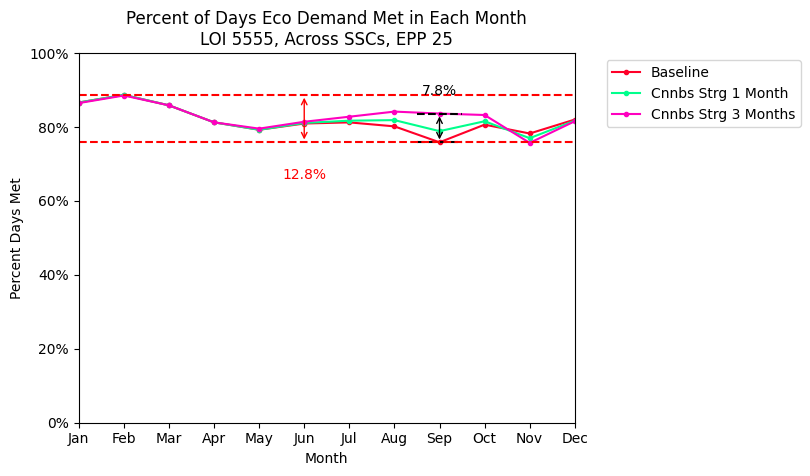 Percent of Days Eco Demand Met in Each Month
LOI 5555, Across SSCs, EPP 25
100%
80%
60%
40%
20%
0%
Percent Days Met
7.8%
12.8%
Jan Feb Mar Apr May Jun Jul Aug Sep Oct Nov Dec
Month
Baseline
Cnnbs Strg 1 Month
Cnnbs Strg 3 Months